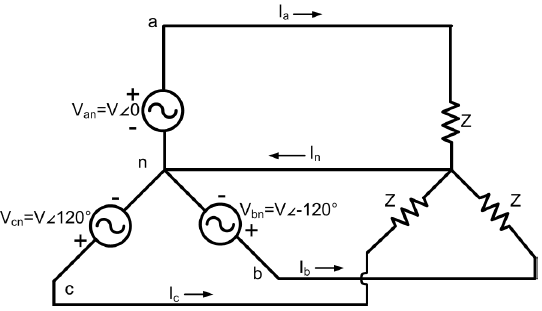 a
Ia
+
Van=V∠0
-
Z
n
In
-
Vcn=V∠120°
+
-
Vbn=V∠-120°
+
Z
Z
b
Ib
c
Ic